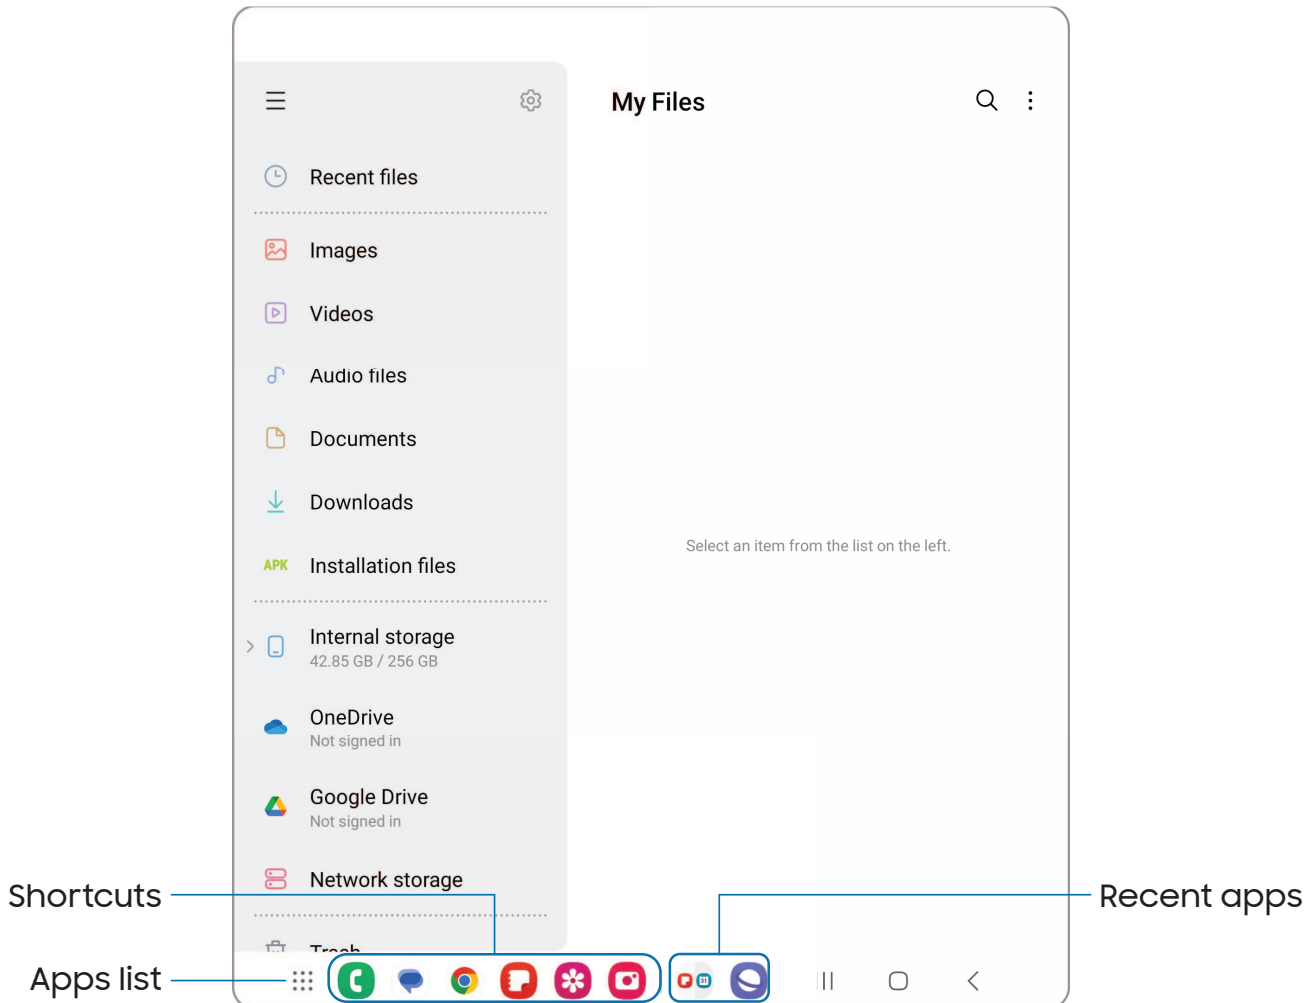 My Files
Recent files
Images
Videos
Audio files
Documents
Downloads
APK Installation files
Select an item from the list on the left.
Internal storage
42.85 GB / 256 GB
OneDrive
Not signed in
Google Drive
Not signed in
Network storage
Shortcuts
Recent apps
Trash
Apps list
31